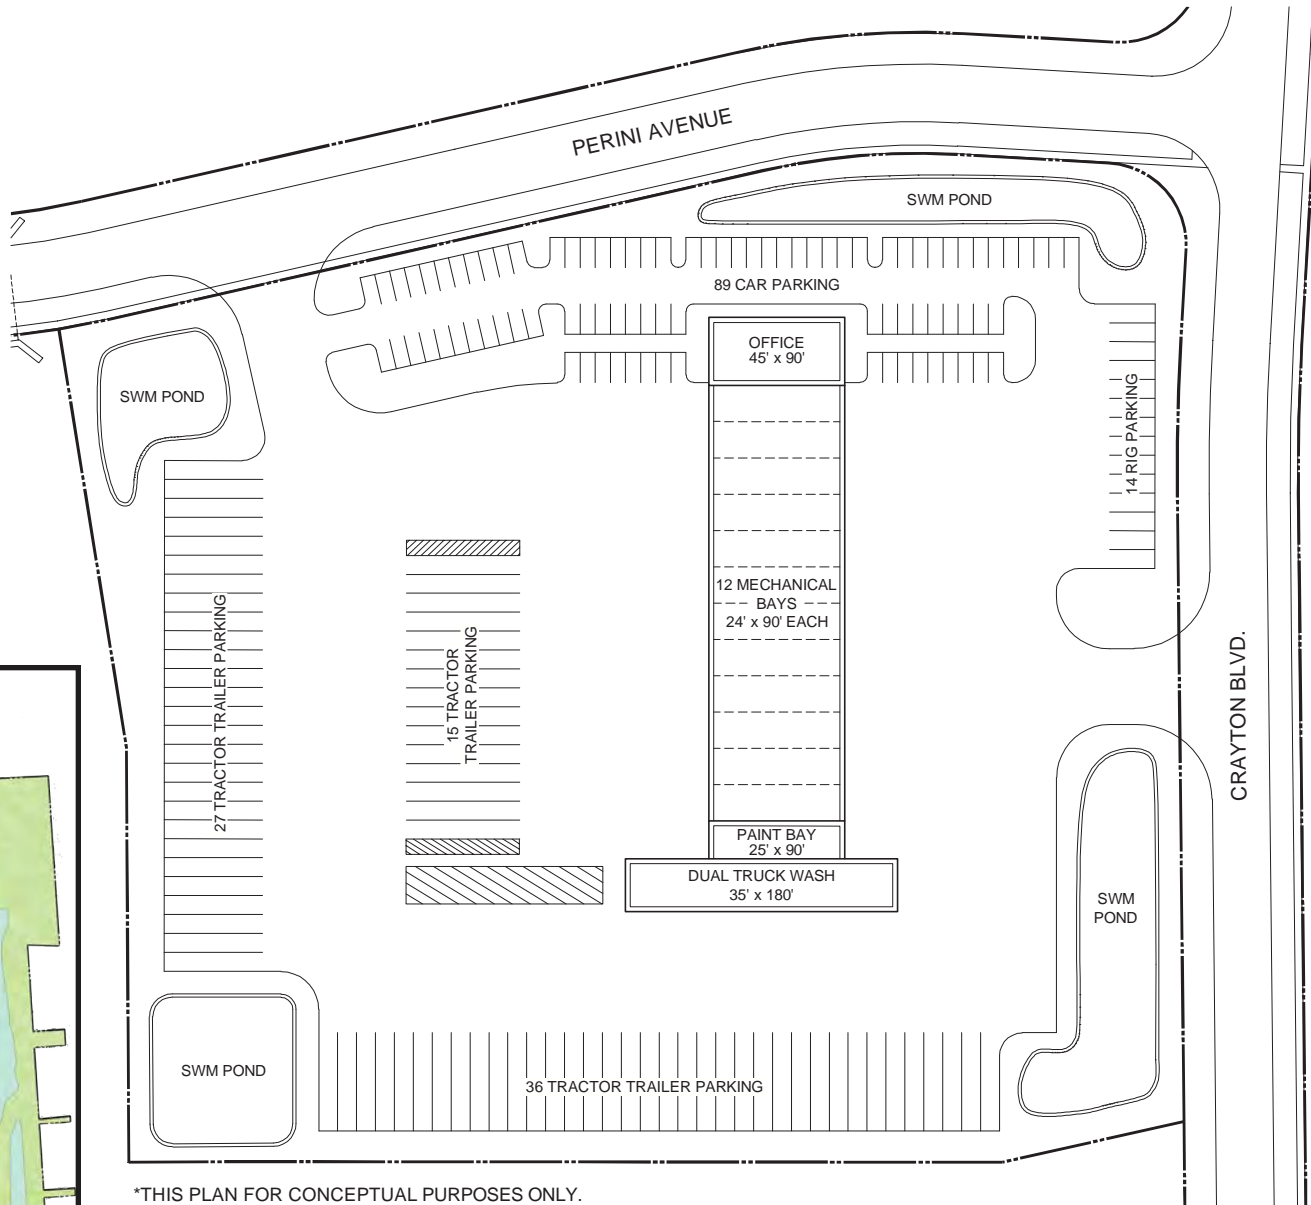 PERINI AVENUE
SWM POND
89 CAR PARKING
OFFICE
45' x 90'
SWM POND
14 RIG PARKING
12 MECHANICAL
BAYS
24' x 90' EACH
27 TRACTOR TRAILER PARKING
15 TRACTOR
TRAILER PARKING
CRAYTON BLVD.
PAINT BAY
25' x 90'
DUAL TRUCK WASH
35' x 180'
SWM
POND
SWM POND
36 TRACTOR TRAILER PARKING
*THIS PLAN FOR CONCEPTUAL PURPOSES ONLY.